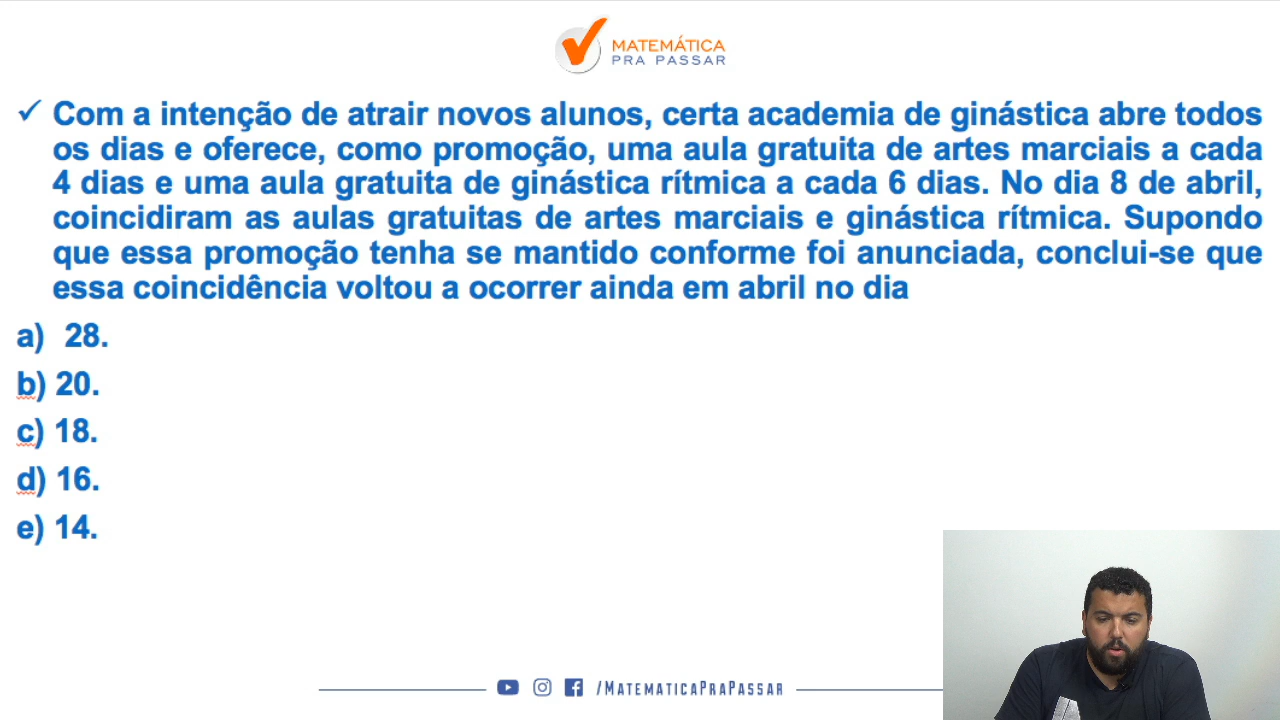 MATEMÁTICA
PRA PASSAR
✓ Com a intenção de atrair novos alunos, certa academia de ginástica abre todos
os dias e oferece, como promoção, uma aula gratuita de artes marciais a cada
4 dias e uma aula gratuita de ginástica rítmica a cada 6 dias. No dia 8 de abril,
coincidiram as aulas gratuitas de artes marciais e ginástica rítmica. Supondo
que essa promoção tenha se mantido conforme foi anunciada, conclui-se que
essa coincidência voltou a ocorrer ainda em abril no dia
a) 28.
b) 20.
c) 18.
d) 16.
e) 14.
/MATEMATICAPRAPASSAR